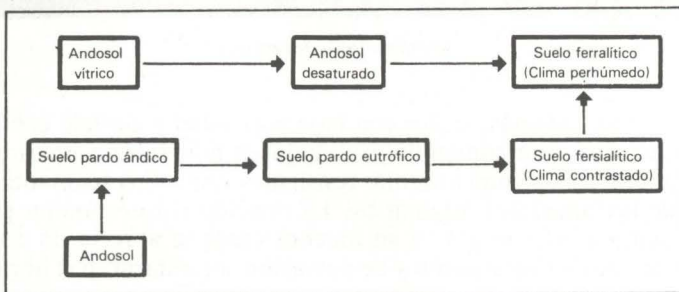 Andosol
vítrico
Andosol
desaturado
Suelo ferralítico
(Clima perhúmedo)
Suelo pardo ándico
Suelo pardo eutrófico
Suelo fersialítico
(Clima contrastado)
Andosol